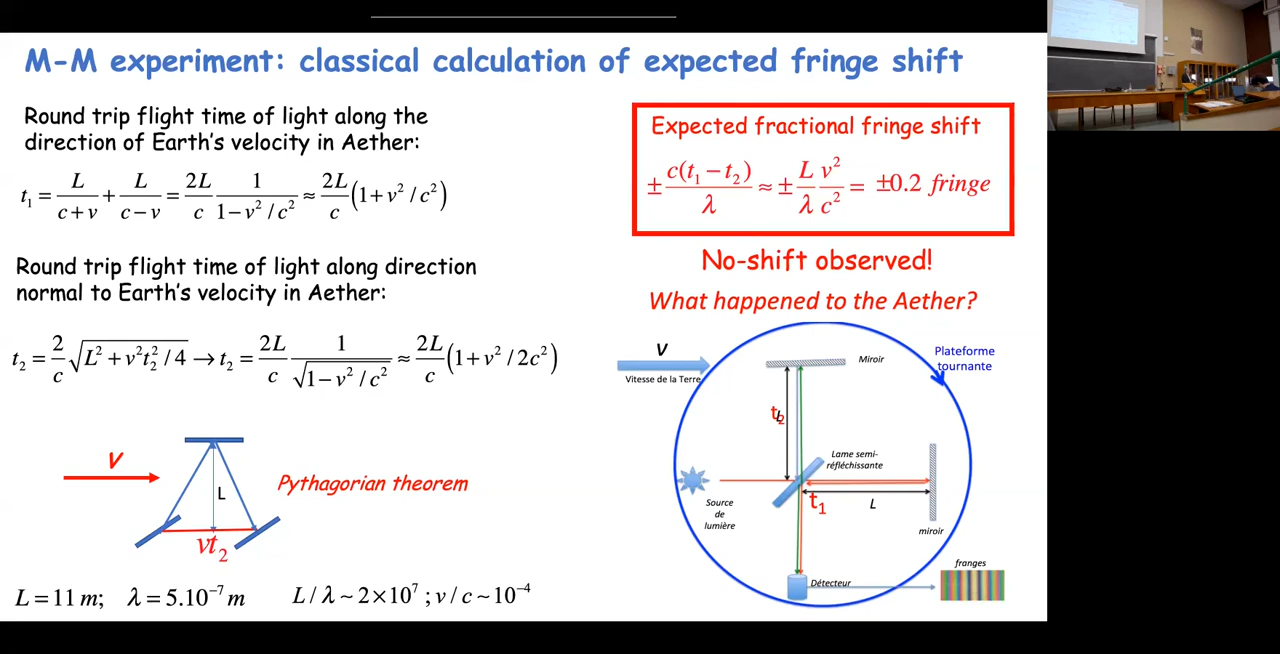 M-M experiment: classical calculation of expected fringe shift
Round trip flight time of light along the
direction of Earth's velocity in Aether:
t₁ = L/(c+v) + L/(c−v) = 2L/c 1/(1−v²/c²) ≈ 2L/c (1+v²/c²)
Round trip flight time of light along direction
normal to Earth's velocity in Aether:
t₂ = 2/c √(L²+v²t₂²/4) → t₂ = 2L/c 1/√(1−v²/c²) ≈ 2L/c (1+v²/2c²)
V
L
Pythagorian theorem
vt₂
L = 11 m; λ = 5.10⁻⁷ m L/λ ~ 2×10⁷ ; v/c ~ 10⁻⁴
Expected fractional fringe shift
± c(t₁−t₂)/λ ≈ ± L/λ v²/c² = ±0.2 fringe
No-shift observed!
What happened to the Aether?
V
Vitesse de la Terre
Miroir
Plateforme
tournante
t₂
L
Lame semi-
réfléchissante
Source
de
lumière
t₁
L
miroir
Détecteur
franges